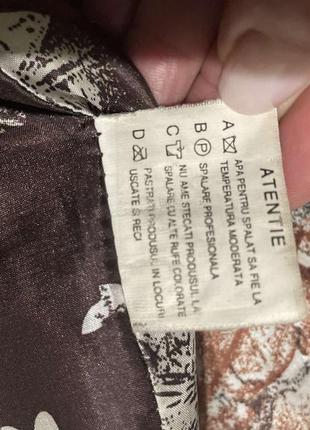 ATENTIE
A APA PENTRU SPALAT SA FIE LA
TEMPERATURA MODERATA
B P SPALARE PROFESIONALA
C NU AMESTECATI PRODUSUL LA
SPALARE CU ALTE RUFE COLORATE
D PASTRATI PRODUSUL IN LOCURI
USCATE SI RECI